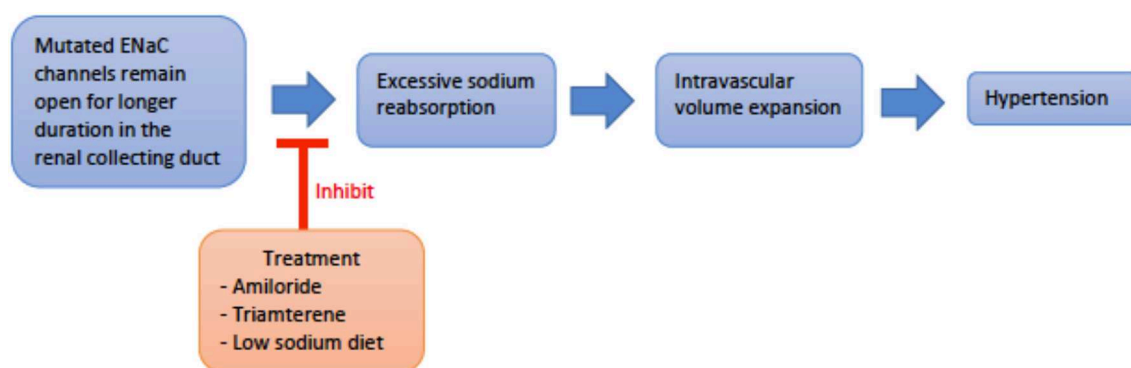 Mutated ENaC
channels remain
open for longer
duration in the
renal collecting duct
Excessive sodium
reabsorption
Intravascular
volume expansion
Hypertension
Inhibit
Treatment
- Amiloride
- Triamterene
- Low sodium diet